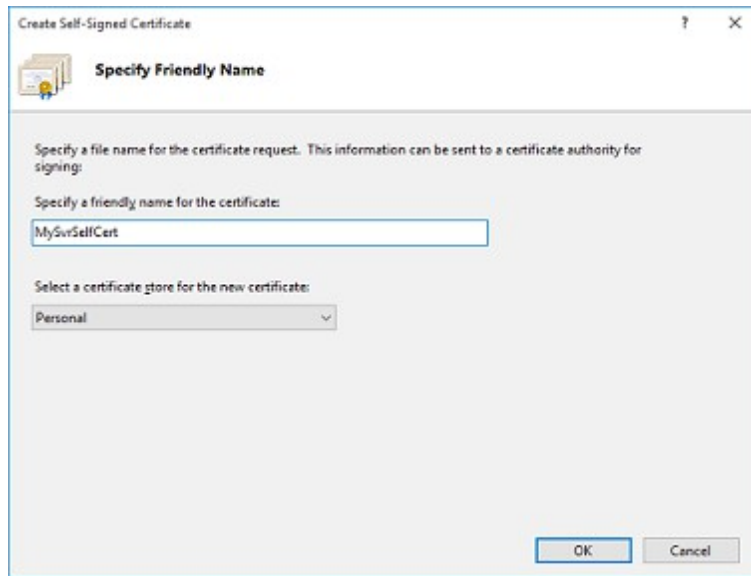 Create Self-Signed Certificate
?
Specify Friendly Name
Specify a file name for the certificate request. This information can be sent to a certificate authority for
signing:
Specify a friendly name for the certificate:
MySvrSelfCert
Select a certificate store for the new certificate:
Personal
OK
Cancel